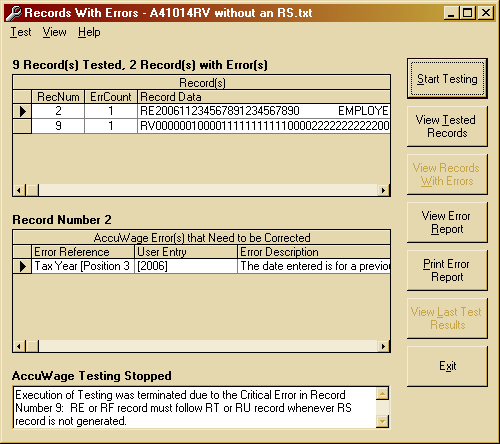 Records With Errors - A41014RV without an RS.txt
Test View Help
9 Record(s) Tested, 2 Record(s) with Error(s)
Record(s)
RecNum ErrCount Record Data
2 1 RE2006112345678912345678​90 EMPLOYE
9 1 RV000000100001111111111110000222222222222200
Record Number 2
AccuWage Error(s) that Need to be Corrected
Error Reference User Entry Error Description
Tax Year [Position 3 [2006] The date entered is for a previou
AccuWage Testing Stopped
Execution of Testing was terminated due to the Critical Error in Record
Number 9: RE or RF record must follow RT or RU record whenever RS
record is not generated.
Start Testing
View Tested
Records
View Records
With Errors
View Error
Report
Print Error
Report
View Last Test
Results
Exit